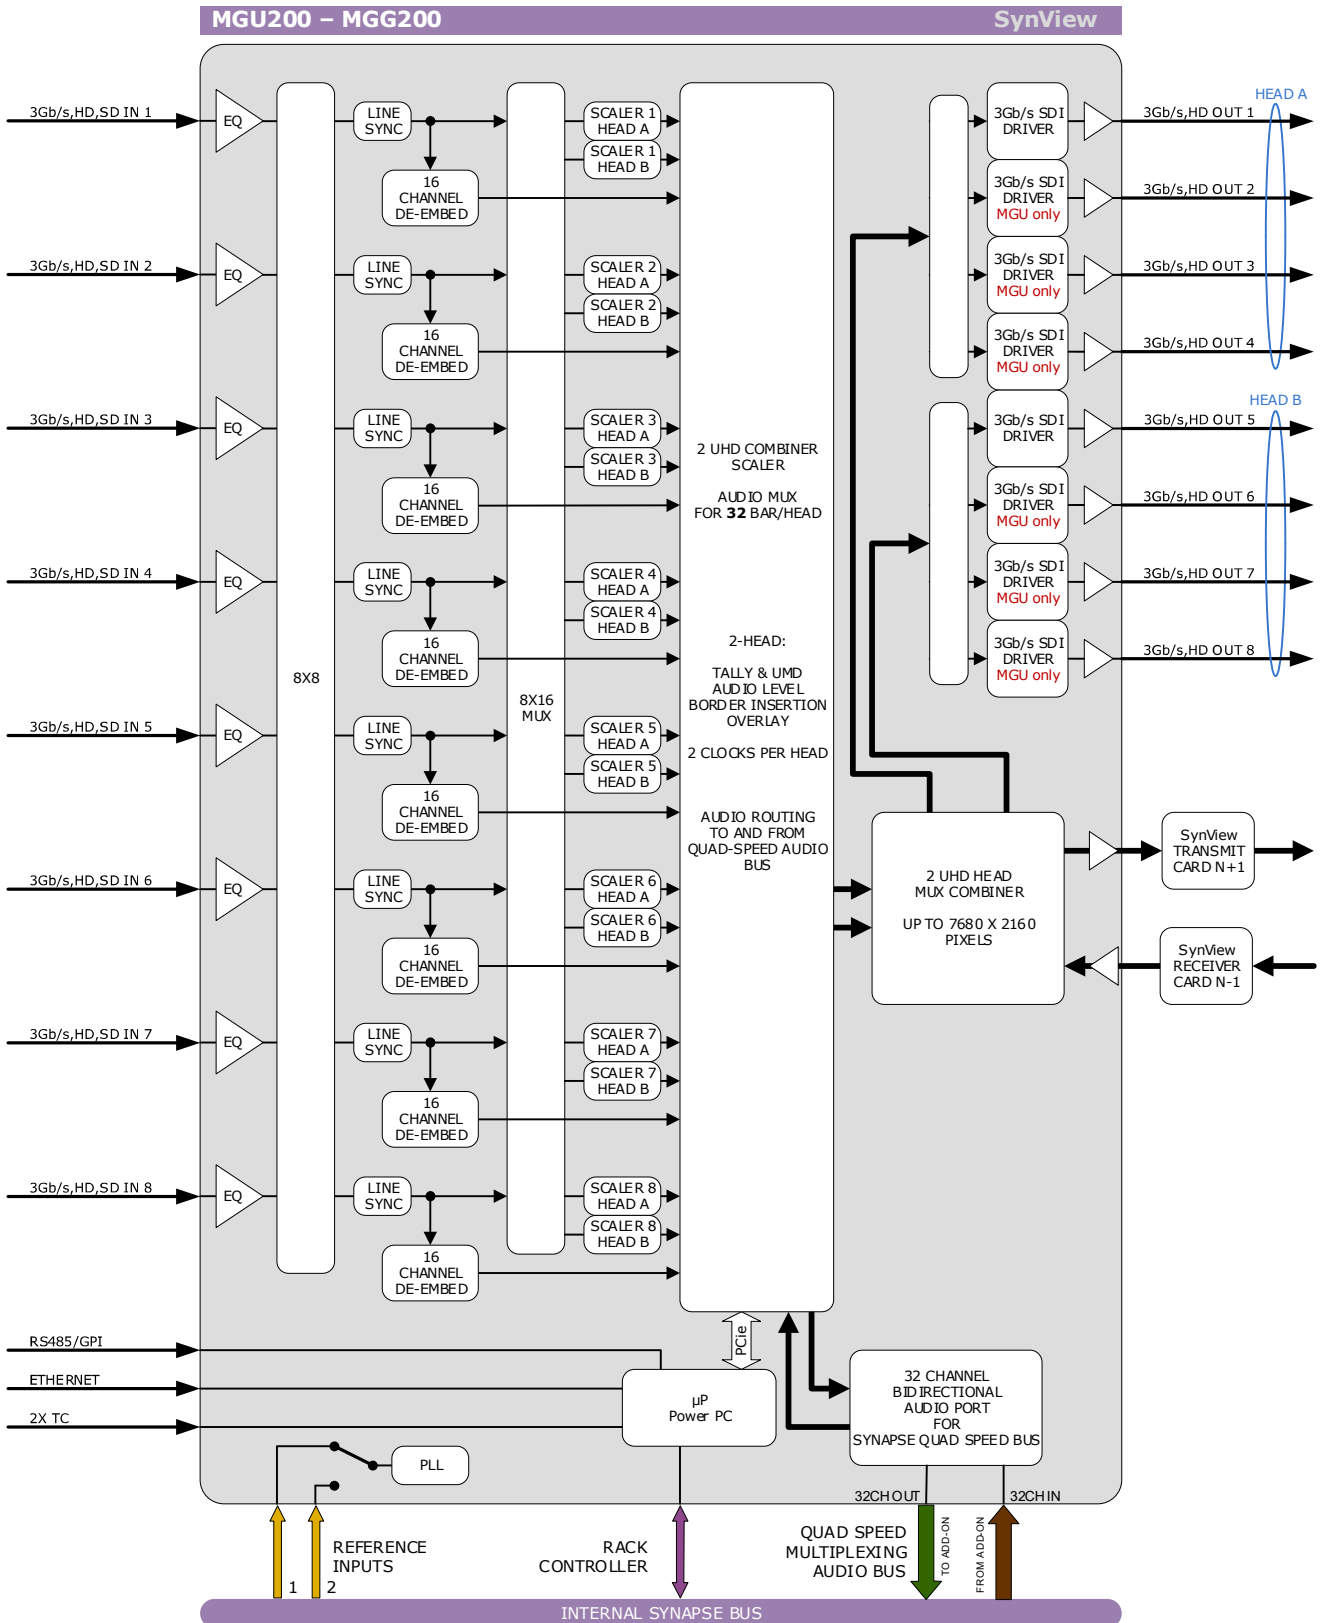 MGU200 – MGG200
SynView
3Gb/s,HD,SD IN 1
EQ
LINE
SYNC
16
CHANNEL
DE-EMBED
SCALER 1
HEAD A
SCALER 1
HEAD B
3Gb/s,HD,SD IN 2
EQ
LINE
SYNC
16
CHANNEL
DE-EMBED
SCALER 2
HEAD A
SCALER 2
HEAD B
3Gb/s,HD,SD IN 3
EQ
LINE
SYNC
16
CHANNEL
DE-EMBED
SCALER 3
HEAD A
SCALER 3
HEAD B
3Gb/s,HD,SD IN 4
EQ
LINE
SYNC
16
CHANNEL
DE-EMBED
SCALER 4
HEAD A
SCALER 4
HEAD B
8X8
8X16
MUX
3Gb/s,HD,SD IN 5
EQ
LINE
SYNC
16
CHANNEL
DE-EMBED
SCALER 5
HEAD A
SCALER 5
HEAD B
3Gb/s,HD,SD IN 6
EQ
LINE
SYNC
16
CHANNEL
DE-EMBED
SCALER 6
HEAD A
SCALER 6
HEAD B
3Gb/s,HD,SD IN 7
EQ
LINE
SYNC
16
CHANNEL
DE-EMBED
SCALER 7
HEAD A
SCALER 7
HEAD B
3Gb/s,HD,SD IN 8
EQ
LINE
SYNC
16
CHANNEL
DE-EMBED
SCALER 8
HEAD A
SCALER 8
HEAD B
2 UHD COMBINER
SCALER
AUDIO MUX
FOR 32 BAR/HEAD
2-HEAD:
TALLY & UMD
AUDIO LEVEL
BORDER INSERTION
OVERLAY
2 CLOCKS PER HEAD
AUDIO ROUTING
TO AND FROM
QUAD-SPEED AUDIO
BUS
HEAD A
3Gb/s SDI
DRIVER
3Gb/s,HD OUT 1
3Gb/s SDI
DRIVER
MGU only
3Gb/s,HD OUT 2
3Gb/s SDI
DRIVER
MGU only
3Gb/s,HD OUT 3
3Gb/s SDI
DRIVER
MGU only
3Gb/s,HD OUT 4
HEAD B
3Gb/s SDI
DRIVER
3Gb/s,HD OUT 5
3Gb/s SDI
DRIVER
MGU only
3Gb/s,HD OUT 6
3Gb/s SDI
DRIVER
MGU only
3Gb/s,HD OUT 7
3Gb/s SDI
DRIVER
MGU only
3Gb/s,HD OUT 8
2 UHD HEAD
MUX COMBINER
UP TO 7680 X 2160
PIXELS
SynView
TRANSMIT
CARD N+1
SynView
RECEIVER
CARD N-1
RS485/GPI
ETHERNET
2X TC
PCie
µP
Power PC
PLL
32 CHANNEL
BIDIRECTIONAL
AUDIO PORT
FOR
SYNAPSE QUAD SPEED BUS
32CH OUT
32CH IN
REFERENCE
INPUTS
1
2
RACK
CONTROLLER
QUAD SPEED
MULTIPLEXING
AUDIO BUS
TO ADD-ON
FROM ADD-ON
INTERNAL SYNAPSE BUS